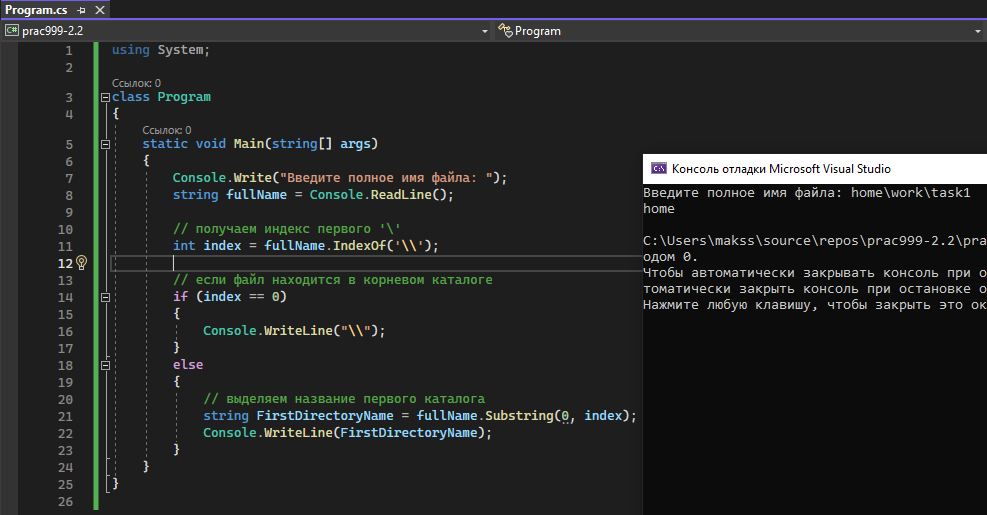 Program.cs
prac999-2.2
Program
1 using System;
2
Ссылок: 0
3 class Program
4 {
Ссылок: 0
5 static void Main(string[] args)
6 {
7 Console.Write("Введите полное имя файла: ");
8 string fullName = Console.ReadLine();
9
10 // получаем индекс первого '\'
11 int index = fullName.IndexOf('\\');
12
13 // если файл находится в корневом каталоге
14 if (index == 0)
15 {
16 Console.WriteLine("\\");
17 }
18 else
19 {
20 // выделяем название первого каталога
21 string FirstDirectoryName = fullName.Substring(0, index);
22 Console.WriteLine(FirstDirectoryName);
23 }
24 }
25 }
26
Консоль отладки Microsoft Visual Studio
Введите полное имя файла: home\work\task1
home
C:\Users\makss\source\repos\prac999-2.2\pra
одом 0.
Чтобы автоматически закрывать консоль при о
томатически закрыть консоль при остановке о
Нажмите любую клавишу, чтобы закрыть это ок